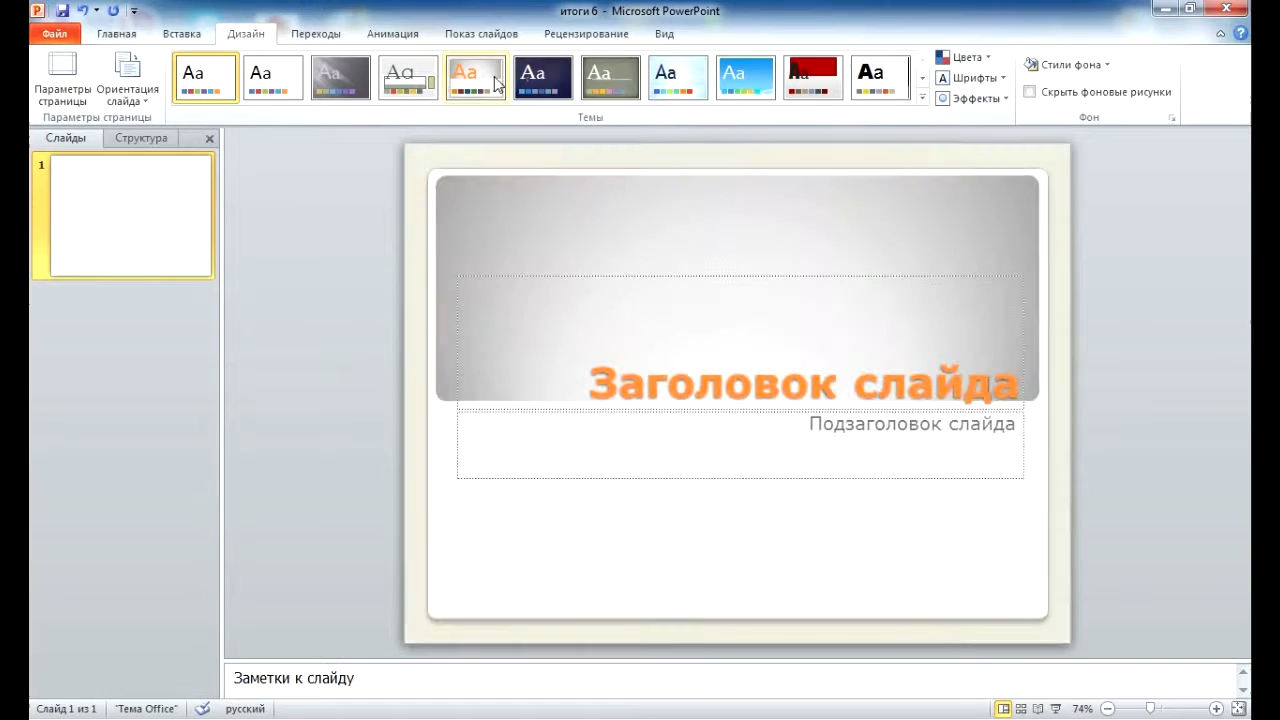 итоги 6 - Microsoft PowerPoint
Файл Главная Вставка Дизайн Переходы Анимация Показ слайдов Рецензирование Вид
Параметры страницы
Ориентация слайда
Параметры страницы
Aa Aa Aa Aa Aa Aa Aa Aa Aa Aa Aa
Темы
Цвета
Шрифты
Эффекты
Стили фона
Скрыть фоновые рисунки
Фон
Слайды Структура
1
Заголовок слайда
Подзаголовок слайда
Заметки к слайду
Слайд 1 из 1 "Тема Office" русский 74%